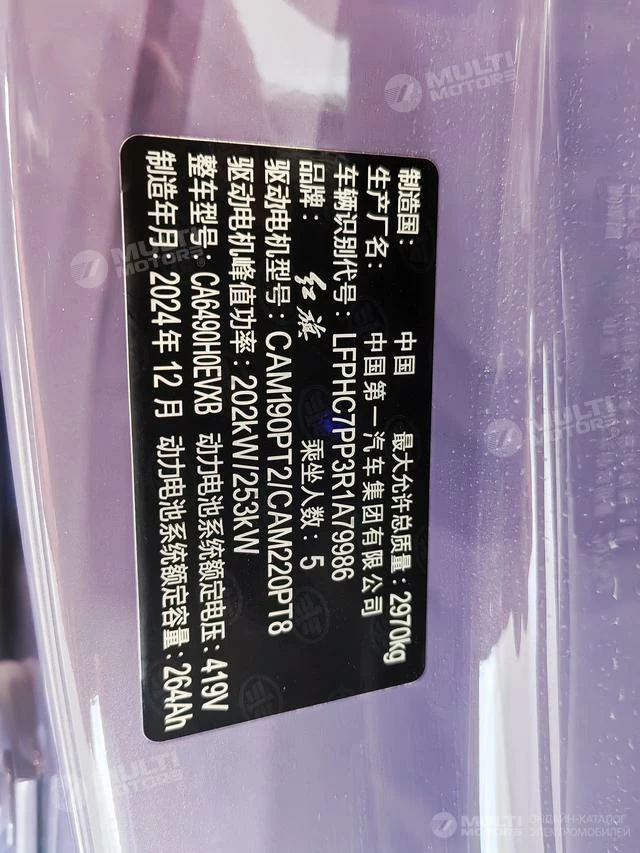 制造国： 中国 最大允许总质量：2970kg
生产厂名： 中国第一汽车集团有限公司
车辆识别代号：LFPHC7PP3R1A79986
品牌： 红旗 乘坐人数：5
驱动电机型号：CAM190PT2/CAM220PT8
驱动电机峰值功率：202kW/253kW
整车型号：CA6490H0EVXB 动力电池系统额定电压：419V
制造年月：2024年12月 动力电池系统额定容量：264Ah
MULTI MOTORS
MULTI MOTORS
MULTI MOTORS
MULTI MOTORS
MULTI MOTORS ОНЛАЙН-КАТАЛОГ ЭЛЕКТРОМОБИЛЕЙ